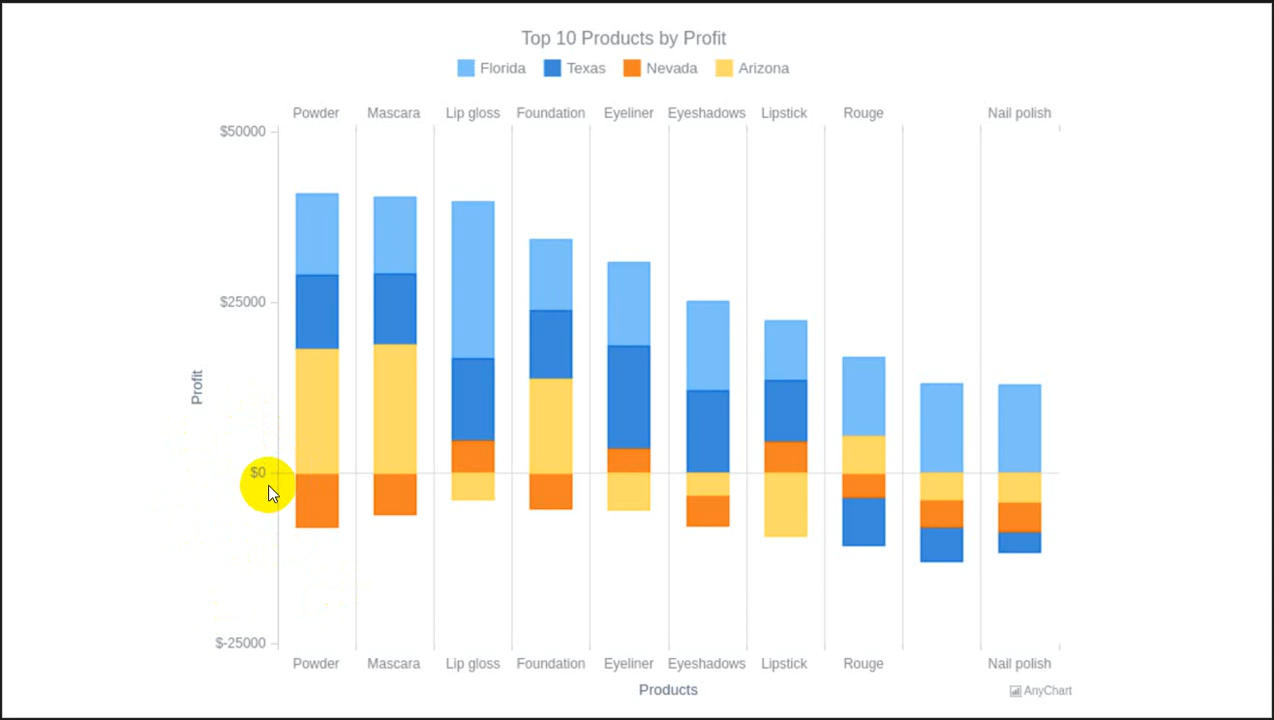 Top 10 Products by Profit
Florida Texas Nevada Arizona
Powder Mascara Lip gloss Foundation Eyeliner Eyeshadows Lipstick Rouge Nail polish
$50000
$25000
Profit
$0
$-25000
Powder Mascara Lip gloss Foundation Eyeliner Eyeshadows Lipstick Rouge Nail polish
Products
AnyChart